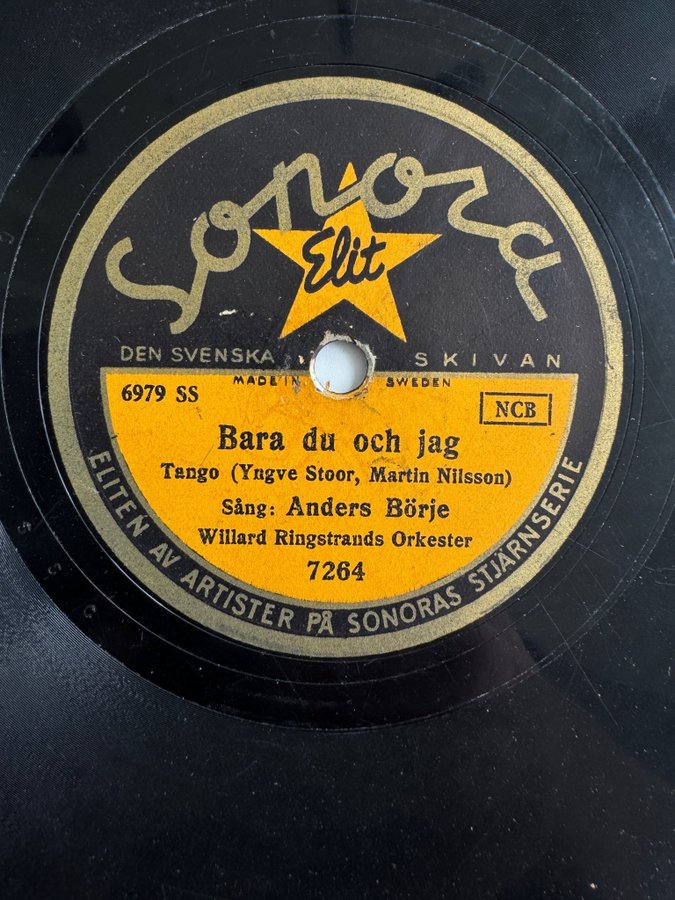 Sonora
Elit
DEN SVENSKA SKIVAN
MADE IN SWEDEN
6979 SS
NCB
Bara du och jag
Tango (Yngve Stoor, Martin Nilsson)
Sång: Anders Börje
Willard Ringstrands Orkester
7264
ELITEN AV ARTISTER PÅ SONORAS STJÄRNSERIE